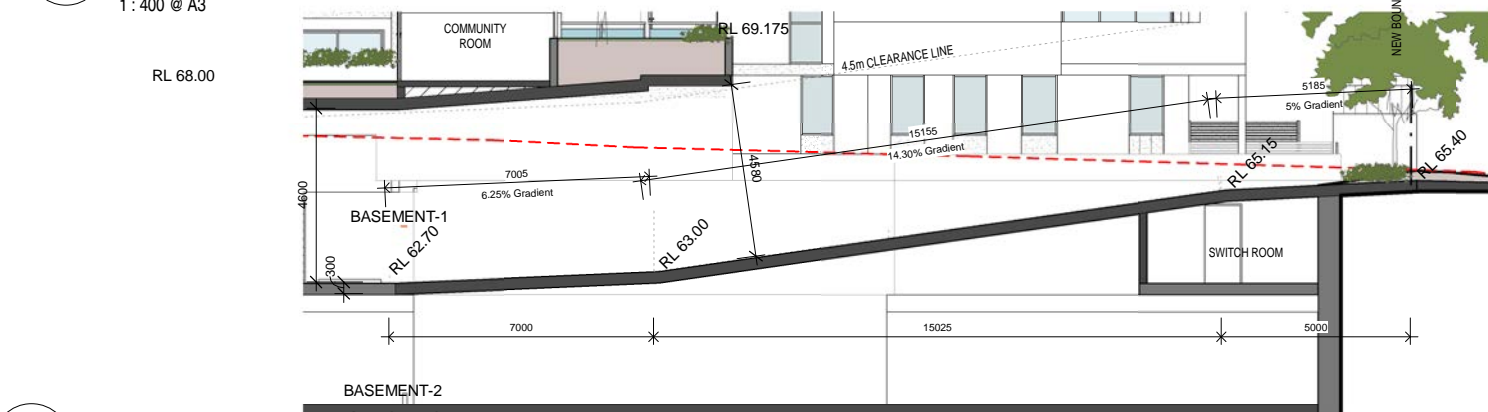 1 : 400 @ A3
COMMUNITY
ROOM
RL 69.175
NEW BOUN
4.5m CLEARANCE LINE
RL 68.00
5185
5% Gradient
15155
14.30% Gradient
4580
7005
6.25% Gradient
4600
BASEMENT-1
RL 65.15
RL 65.40
RL 62.70
RL 63.00
300
SWITCH ROOM
7000
15025
5000
BASEMENT-2